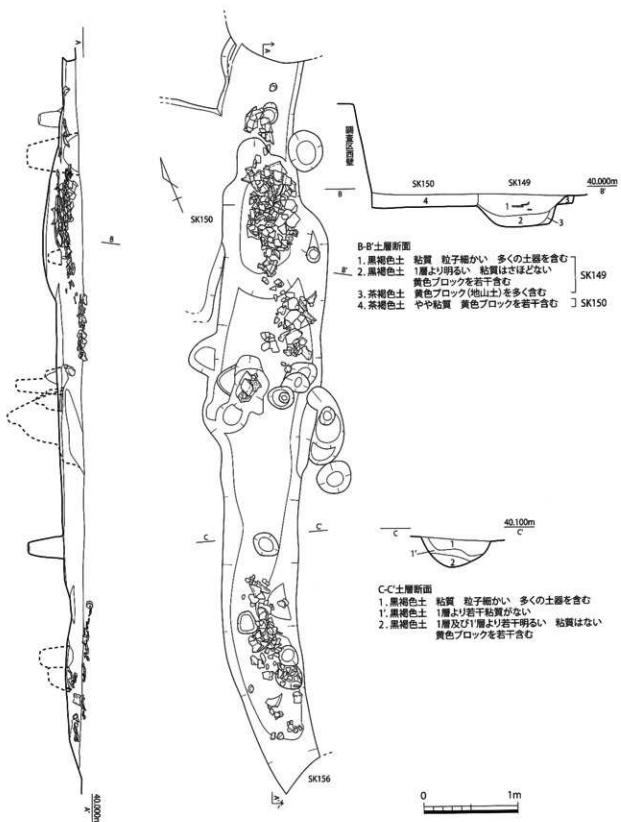 A
A
SK150
調査区西壁
SK150
SK149
40.000m
B
B'
1
2
3
3
4
B
B'
B-B'土層断面
1. 黒褐色土 粘質 粒子細かい 多くの土器を含む
2. 黒褐色土 1層より明るい 粘質はさほどない
黄色ブロックを若干含む
3. 茶褐色土 黄色ブロック(地山土)を多く含む
SK149
4. 茶褐色土 やや粘質 黄色ブロックを若干含む
SK150
C
C'
C
40.100m
C'
1
1'
2
C-C'土層断面
1. 黒褐色土 粘質 粒子細かい 多くの土器を含む
1'. 黒褐色土 1層より若干粘質がない
2. 黒褐色土 1層及び1'層より若干明るい 粘質はない
黄色ブロックを若干含む
SK156
A'
40.000m
A'
0 1m